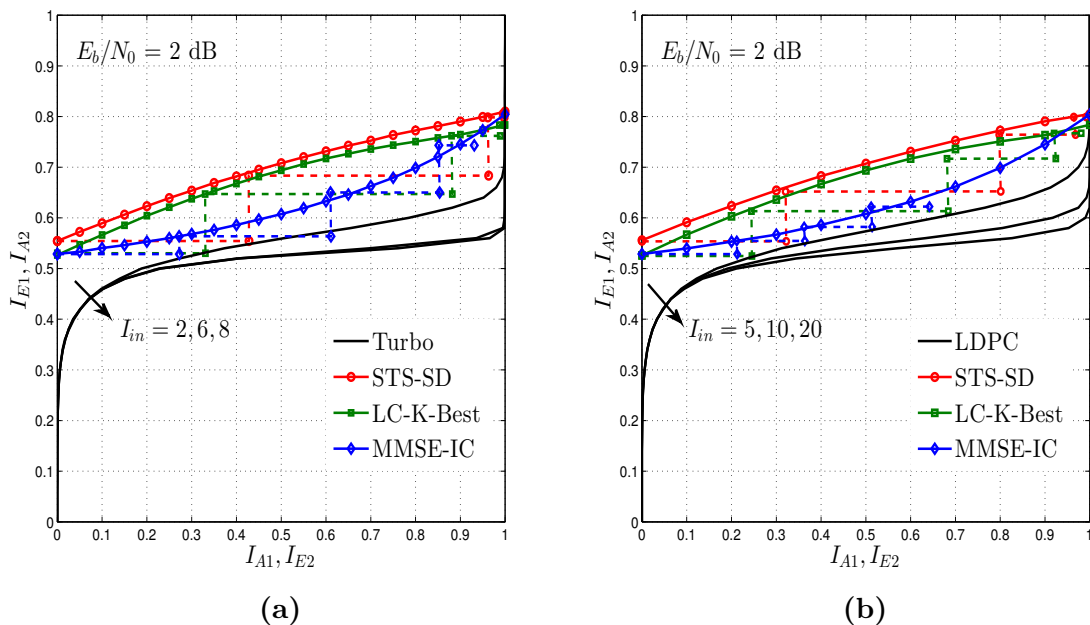 E_b/N_0 = 2 dB
1
0.9
0.8
0.7
0.6
0.5
0.4
0.3
0.2
0.1
0
I_{E1}, I_{A2}
I_{in} = 2,6,8
Turbo
STS-SD
LC-K-Best
MMSE-IC
0 0.1 0.2 0.3 0.4 0.5 0.6 0.7 0.8 0.9 1
I_{A1}, I_{E2}
(a)
E_b/N_0 = 2 dB
1
0.9
0.8
0.7
0.6
0.5
0.4
0.3
0.2
0.1
0
I_{E1}, I_{A2}
I_{in} = 5, 10, 20
LDPC
STS-SD
LC-K-Best
MMSE-IC
0 0.1 0.2 0.3 0.4 0.5 0.6 0.7 0.8 0.9 1
I_{A1}, I_{E2}
(b)